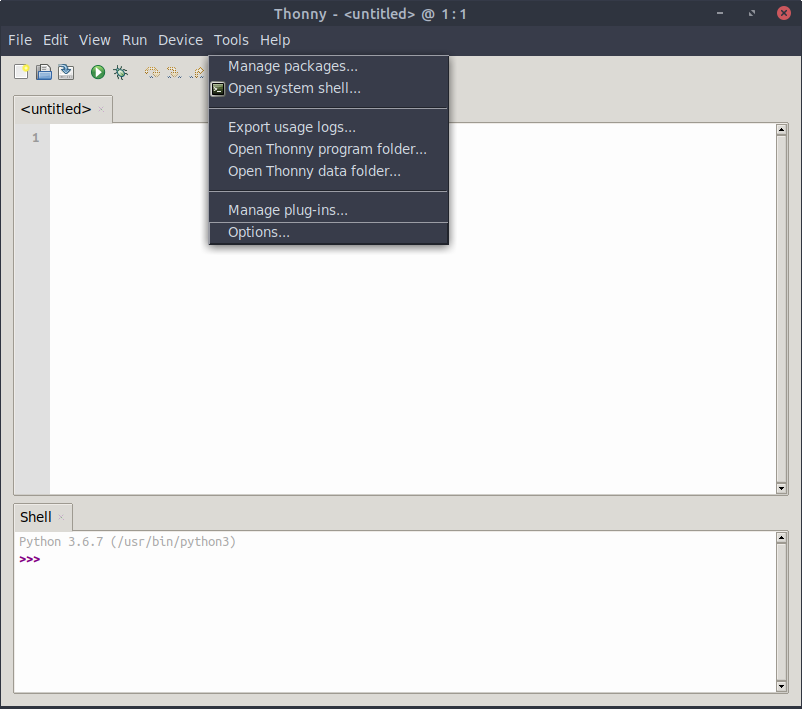 Thonny - <untitled> @ 1 : 1
File Edit View Run Device Tools Help
Manage packages...
Open system shell...
Export usage logs...
Open Thonny program folder...
Open Thonny data folder...
Manage plug-ins...
Options...
<untitled>
1
Shell
Python 3.6.7 (/usr/bin/python3)
>>>